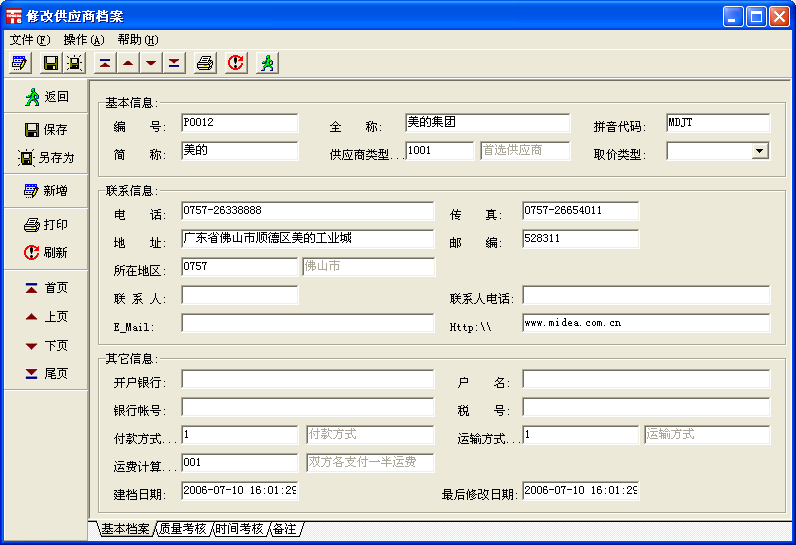 修改供应商档案
文件(F) 操作(A) 帮助(H)
返回
保存
另存为
新增
打印
刷新
首页
上页
下页
尾页
基本信息:
编 号: P0012 全 称: 美的集团 拼音代码: MDJT
简 称: 美的 供应商类型... 1001 首选供应商 取价类型:
联系信息:
电 话: 0757-26338888 传 真: 0757-26654011
地 址: 广东省佛山市顺德区美的工业城 邮 编: 528311
所在地区: 0757 佛山市
联 系 人: 联系人电话:
E_Mail: Http:\\ www.midea.com.cn
其它信息:
开户银行: 户 名:
银行帐号: 税 号:
付款方式... 1 付款方式 运输方式... 1 运输方式
运费计算... 001 双方各支付一半运费
建档日期: 2006-07-10 16:01:29 最后修改日期: 2006-07-10 16:01:29
基本档案 质量考核 时间考核 备注